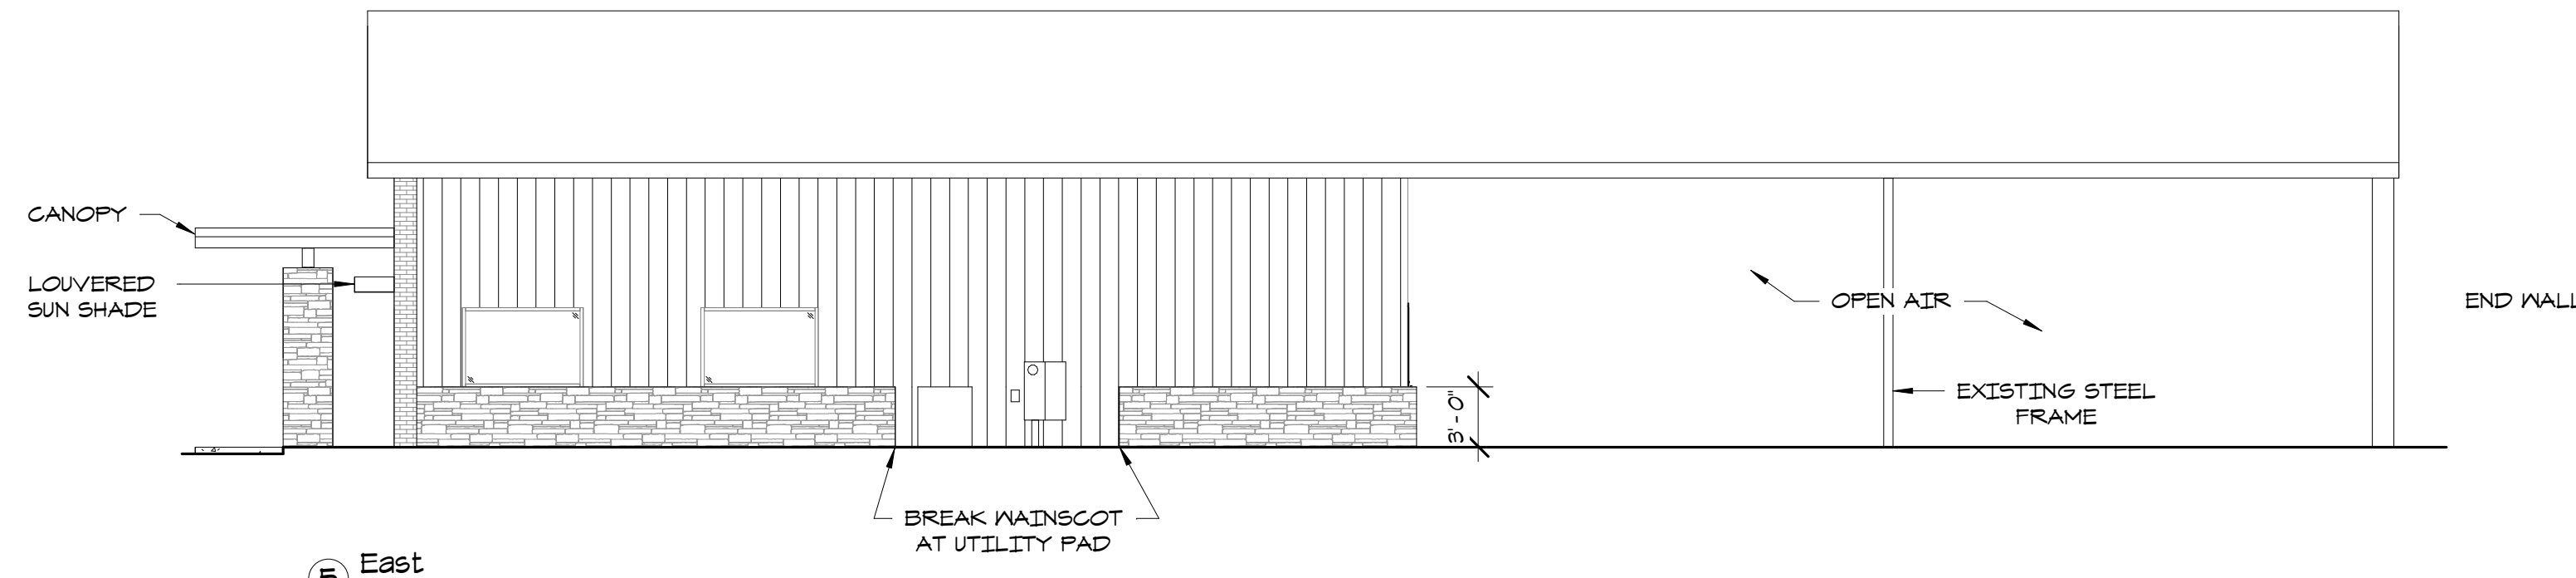 CANOPY
LOUVERED
SUN SHADE
OPEN AIR
END WALL
EXISTING STEEL
FRAME
3'-0"
BREAK WAINSCOT
AT UTILITY PAD
5
East